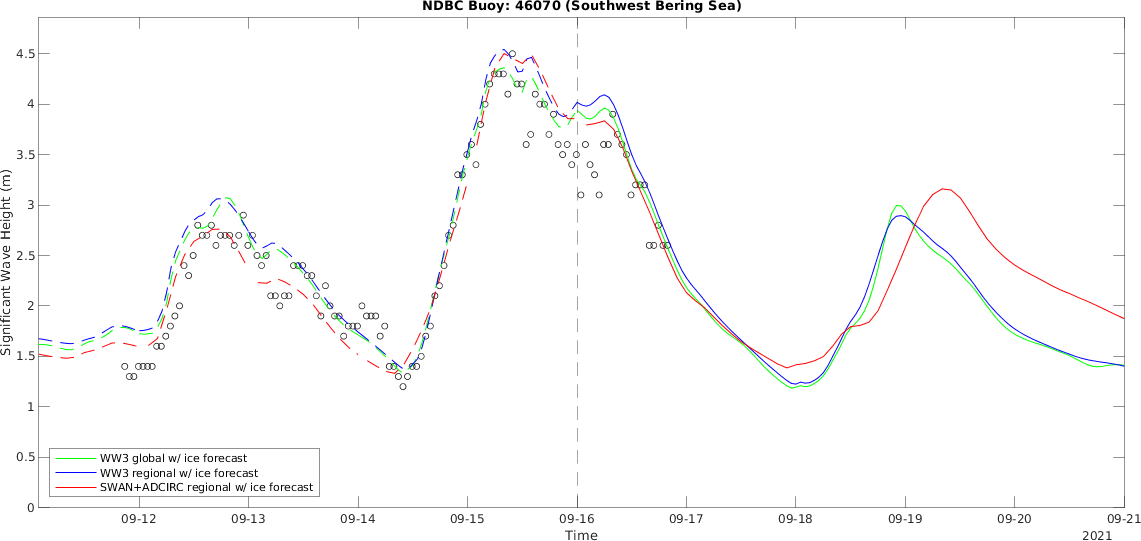 NDBC Buoy: 46070 (Southwest Bering Sea)
Significant Wave Height (m)
4.5
4
3.5
3
2.5
2
1.5
1
0.5
0
WW3 global w/ ice forecast
WW3 regional w/ ice forecast
SWAN+ADCIRC regional w/ ice forecast
09-12 09-13 09-14 09-15 09-16 09-17 09-18 09-19 09-20 09-21
Time
2021